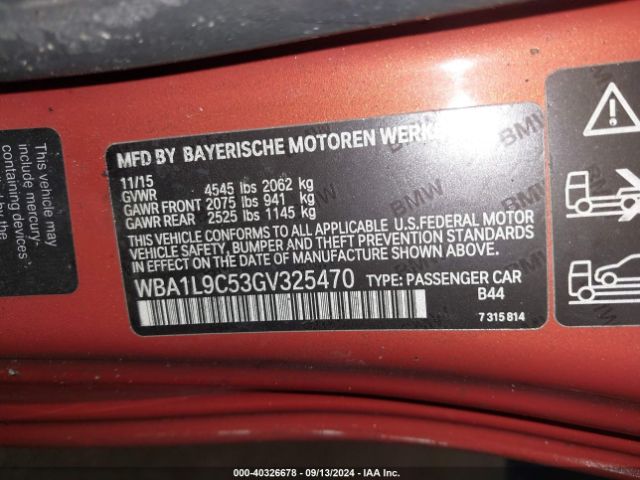 This vehicle may
include mercury-
containing devices
MFD BY BAYERISCHE MOTOREN WERK
11/15
GVWR 4545 lbs 2062 kg
GAWR FRONT 2075 lbs 941 kg
GAWR REAR 2525 lbs 1145 kg
THIS VEHICLE CONFORMS TO ALL APPLICABLE U.S.FEDERAL MOTOR
VEHICLE SAFETY, BUMPER AND THEFT PREVENTION STANDARDS
IN EFFECT ON THE DATE OF MANUFACTURE SHOWN ABOVE.
WBA1L9C53GV325470 TYPE: PASSENGER CAR
B44
7 315 814
BMW
BMW
BMW
000-40326678 - 09/13/2024 - IAA Inc.